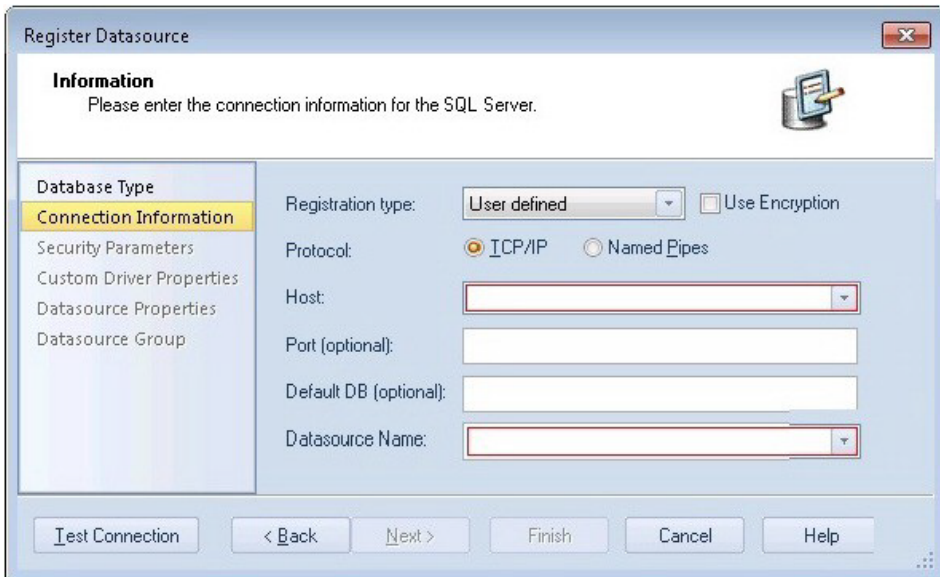 Register Datasource
Information
Please enter the connection information for the SQL Server.
Database Type
Connection Information
Security Parameters
Custom Driver Properties
Datasource Properties
Datasource Group
Registration type: User defined Use Encryption
Protocol: TCP/IP Named Pipes
Host:
Port (optional):
Default DB (optional):
Datasource Name:
Test Connection < Back Next > Finish Cancel Help